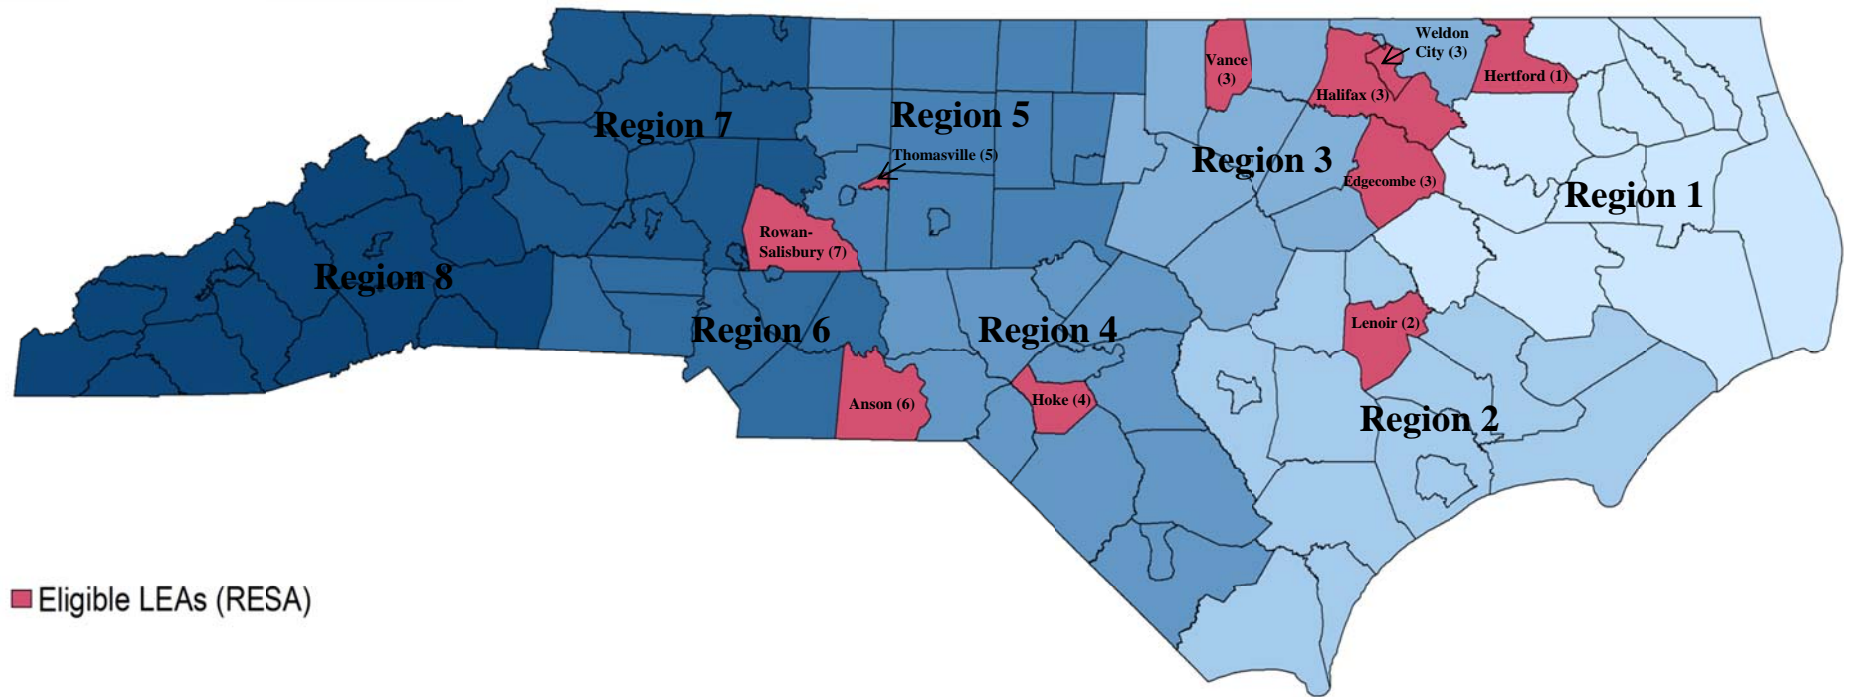 Weldon
City (3)
Vance
(3)
Hertford (1)
Halifax (3)
Region 7
Region 5
Thomasville (5)
Region 3
Edgecombe (3)
Region 1
Rowan-
Salisbury (7)
Region 8
Region 6
Region 4
Lenoir (2)
Anson (6)
Hoke (4)
Region 2
Eligible LEAs (RESA)